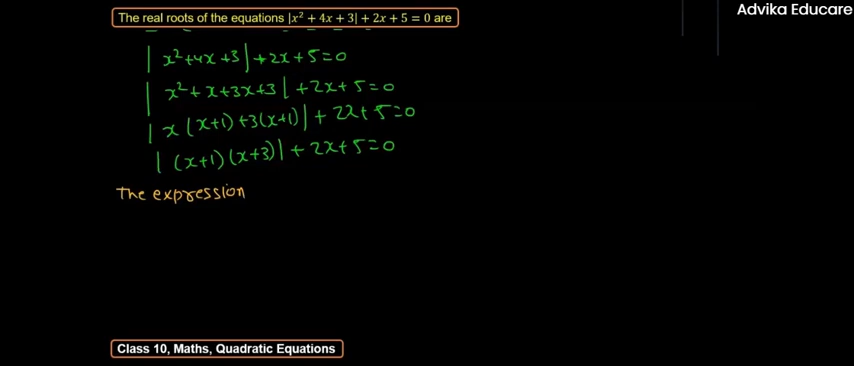 Advika Educare
The real roots of the equations |x² + 4x + 3| + 2x + 5 = 0 are
| x²+4x+3 | +2x+5=0
| x²+x+3x+3 | +2x+5=0
| x(x+1)+3(x+1) | + 2x+5=0
| (x+1)(x+3) | + 2x+5=0
The expression
Class 10, Maths, Quadratic Equations